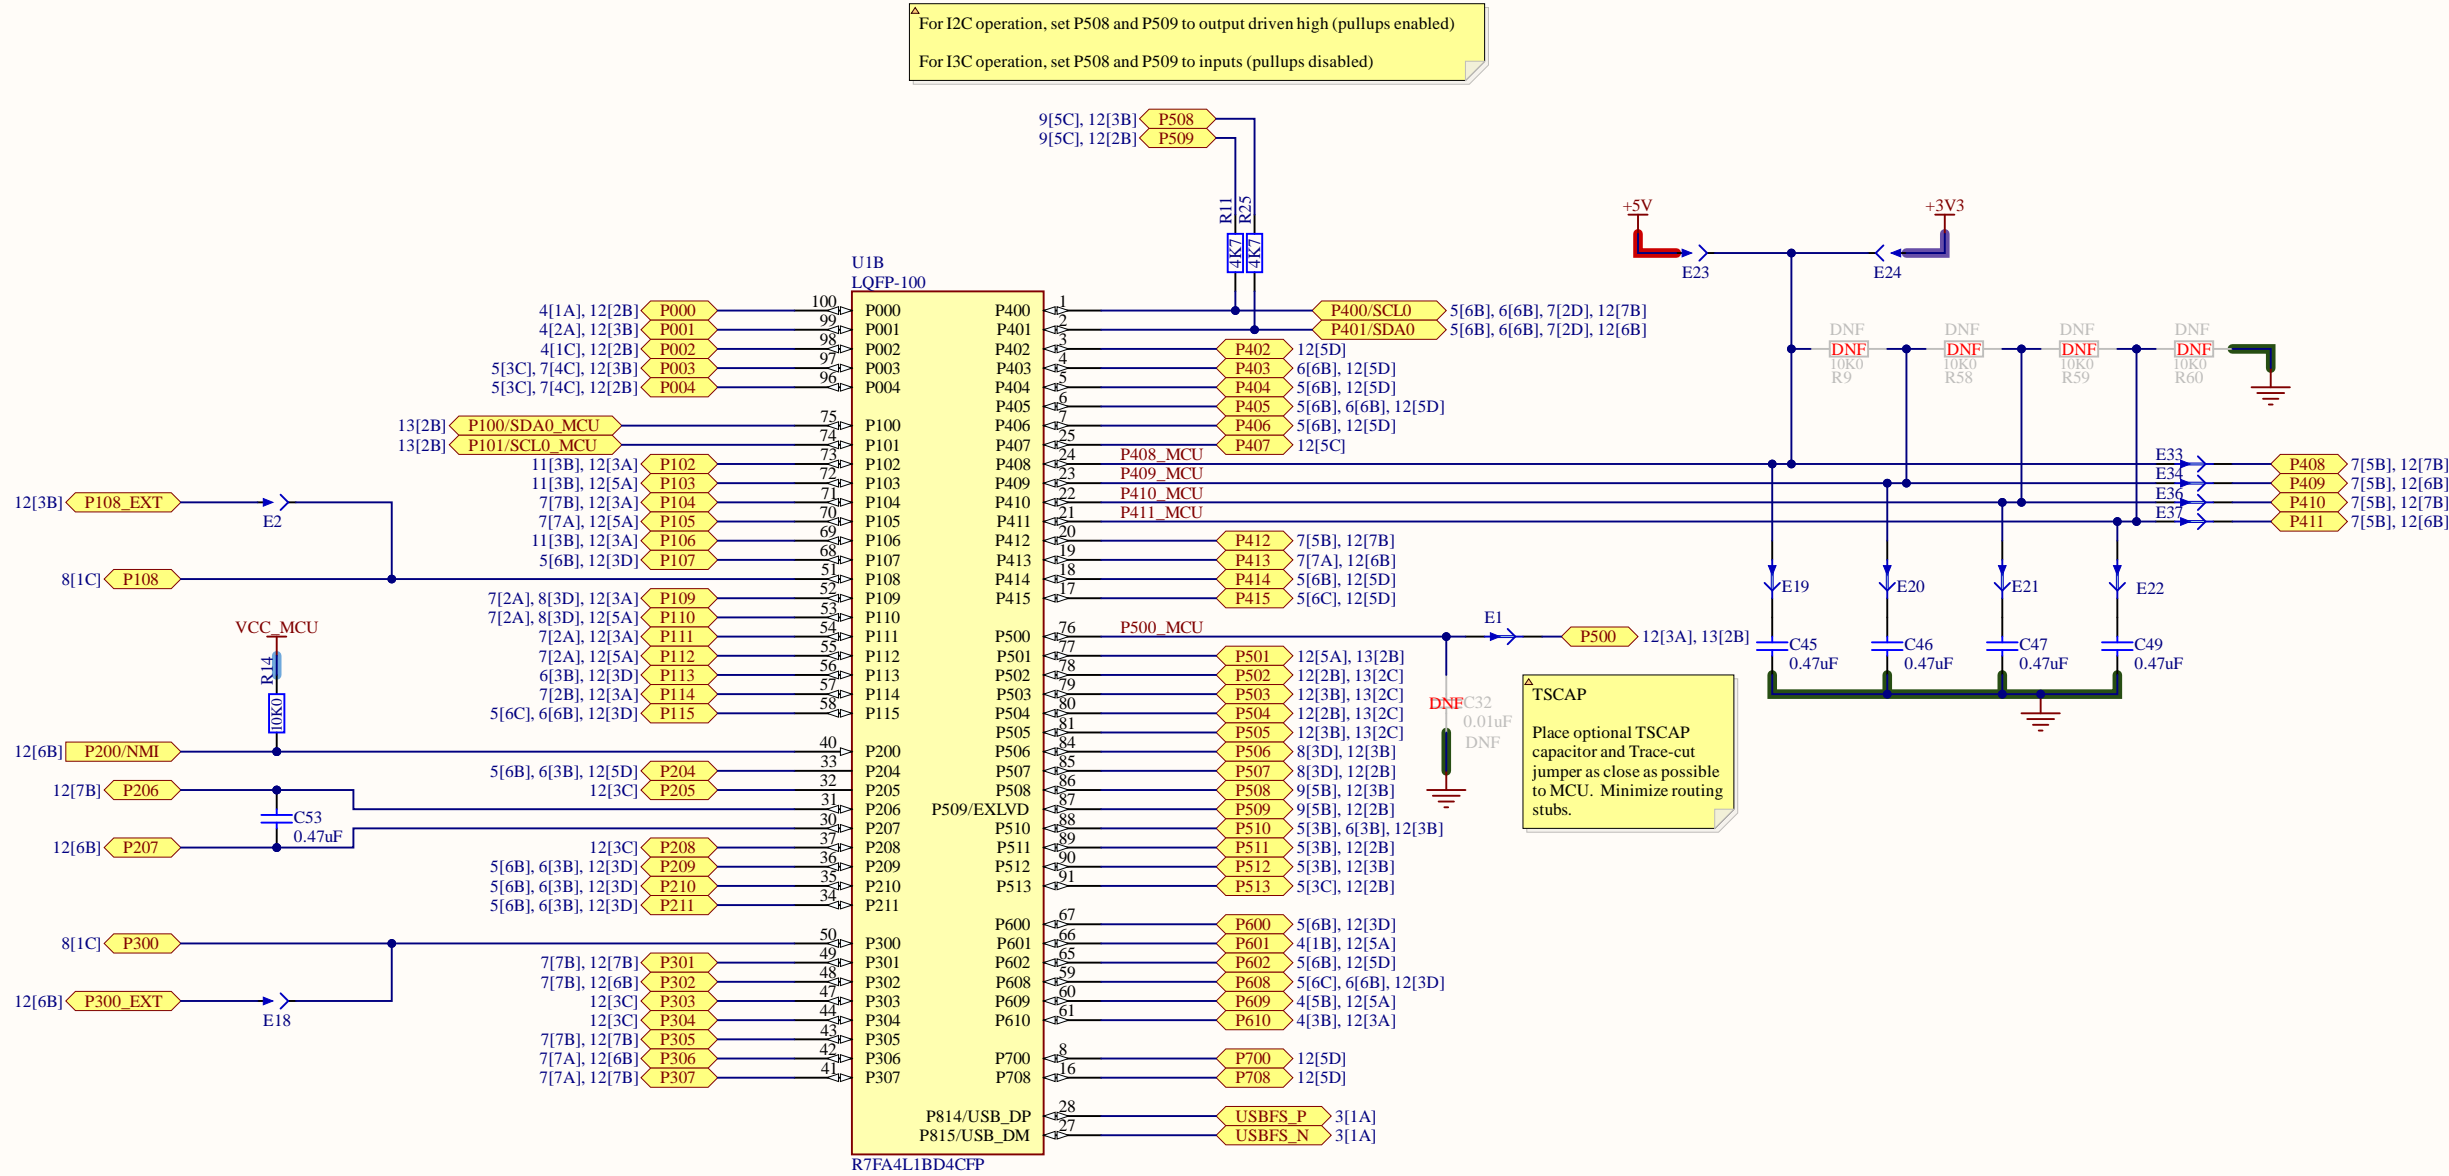 For I2C operation, set P508 and P509 to output driven high (pullups enabled)
For I3C operation, set P508 and P509 to inputs (pullups disabled)
9[5C], 12[3B] P508
9[5C], 12[2B] P509
R11 R25
4K7 4K7
+5V +3V3
E23 E24
U1B
LQFP-100
4[1A], 12[2B] P000 100 P000 P400 1 P400/SCL0 5[6B], 6[6B], 7[2D], 12[7B]
4[2A], 12[3B] P001 99 P001 P401 2 P401/SDA0 5[6B], 6[6B], 7[2D], 12[6B]
DNF DNF DNF DNF
4[1C], 12[2B] P002 98 P002 P402 3 P402 12[5D] DNF DNF DNF DNF
10K0 10K0 10K0 10K0
R9 R58 R59 R60
5[3C], 7[4C], 12[3B] P003 97 P003 P403 4 P403 6[6B], 12[5D]
5[3C], 7[4C], 12[2B] P004 96 P004 P404 5 P404 5[6B], 12[5D]
P405 6 P405 5[6B], 6[6B], 12[5D]
13[2B] P100/SDA0_MCU 75 P100 P406 7 P406 5[6B], 12[5D]
13[2B] P101/SCL0_MCU 74 P101 P407 25 P407 12[5C]
11[3B], 12[3A] P102 73 P102 P408 24 P408_MCU E33 P408 7[5B], 12[7B]
11[3B], 12[5A] P103 72 P103 P409 23 P409_MCU E34 P409 7[5B], 12[6B]
12[3B] P108_EXT E2 7[7B], 12[3A] P104 71 P104 P410 22 P410_MCU E36 P410 7[5B], 12[7B]
7[7A], 12[5A] P105 70 P105 P411 21 P411_MCU E37 P411 7[5B], 12[6B]
11[3B], 12[3A] P106 69 P106 P412 20 P412 7[5B], 12[7B]
5[6B], 12[3D] P107 68 P107 P413 19 P413 7[7A], 12[6B]
8[1C] P108 51 P108 P414 18 P414 5[6B], 12[5D]
E19 E20 E21 E22
7[2A], 8[3D], 12[3A] P109 52 P109 P415 17 P415 5[6C], 12[5D]
7[2A], 8[3D], 12[5A] P110 53 P110
VCC_MCU
7[2A], 12[3A] P111 54 P111 P500 76 P500_MCU E1 P500 12[3A], 13[2B]
C45 C46 C47 C49
0.47uF 0.47uF 0.47uF 0.47uF
7[2A], 12[5A] P112 55 P112 P501 77 P501 12[5A], 13[2B]
R14
6[3B], 12[3D] P113 56 P113 P502 78 P502 12[2B], 13[2C]
7[2B], 12[3A] P114 57 P114 P503 79 P503 12[3B], 13[2C]
10K0
5[6C], 6[6B], 12[3D] P115 58 P115 P504 80 P504 12[2B], 13[2C]
DNF C32
0.01uF
DNF
P505 81 P505 12[3B], 13[2C]
12[6B] P200/NMI 40 P200 P506 84 P506 8[3D], 12[3B]
5[6B], 6[3B], 12[5D] P204 33 P204 P507 85 P507 8[3D], 12[2B]
12[7B] P206 12[3C] P205 32 P205 P508 86 P508 9[5B], 12[3B]
31 P206 P509/EXLVD 87 P509 9[5B], 12[2B]
C53
0.47uF
30 P207 P510 88 P510 5[3B], 6[3B], 12[3B]
12[6B] P207 12[3C] P208 37 P208 P511 89 P511 5[3B], 12[2B]
5[6B], 6[3B], 12[3D] P209 36 P209 P512 90 P512 5[3B], 12[3B]
5[6B], 6[3B], 12[3D] P210 35 P210 P513 91 P513 5[3C], 12[2B]
5[6B], 6[3B], 12[3D] P211 34 P211
TSCAP
Place optional TSCAP
capacitor and Trace-cut
jumper as close as possible
to MCU. Minimize routing
stubs.
P600 67 P600 5[6B], 12[3D]
8[1C] P300 50 P300 P601 66 P601 4[1B], 12[5A]
7[7B], 12[7B] P301 49 P301 P602 65 P602 5[6B], 12[5D]
7[7B], 12[6B] P302 48 P302 P608 59 P608 5[6C], 6[6B], 12[3D]
12[6B] P300_EXT E18 12[3C] P303 47 P303 P609 60 P609 4[5B], 12[5A]
12[3C] P304 44 P304 P610 61 P610 4[3B], 12[3A]
7[7B], 12[7B] P305 43 P305
7[7A], 12[6B] P306 42 P306 P700 8 P700 12[5D]
7[7A], 12[7B] P307 41 P307 P708 16 P708 12[5D]
P814/USB_DP 28 USBFS_P 3[1A]
P815/USB_DM 27 USBFS_N 3[1A]
R7FA4L1BD4CFP